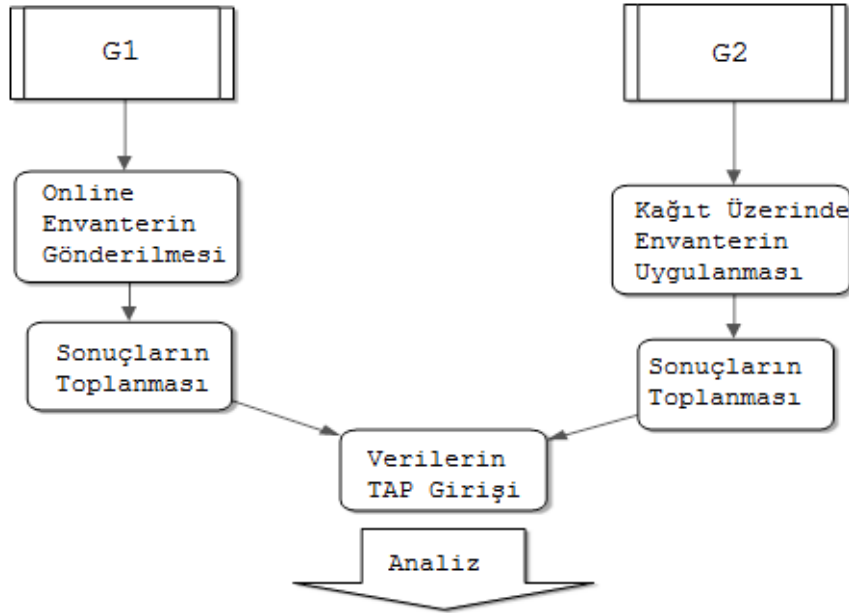 G1
G2
Online
Envanterin
Gönderilmesi
Kağıt Üzerinde
Envanterin
Uygulanması
Sonuçların
Toplanması
Sonuçların
Toplanması
Verilerin
TAP Girişi
Analiz